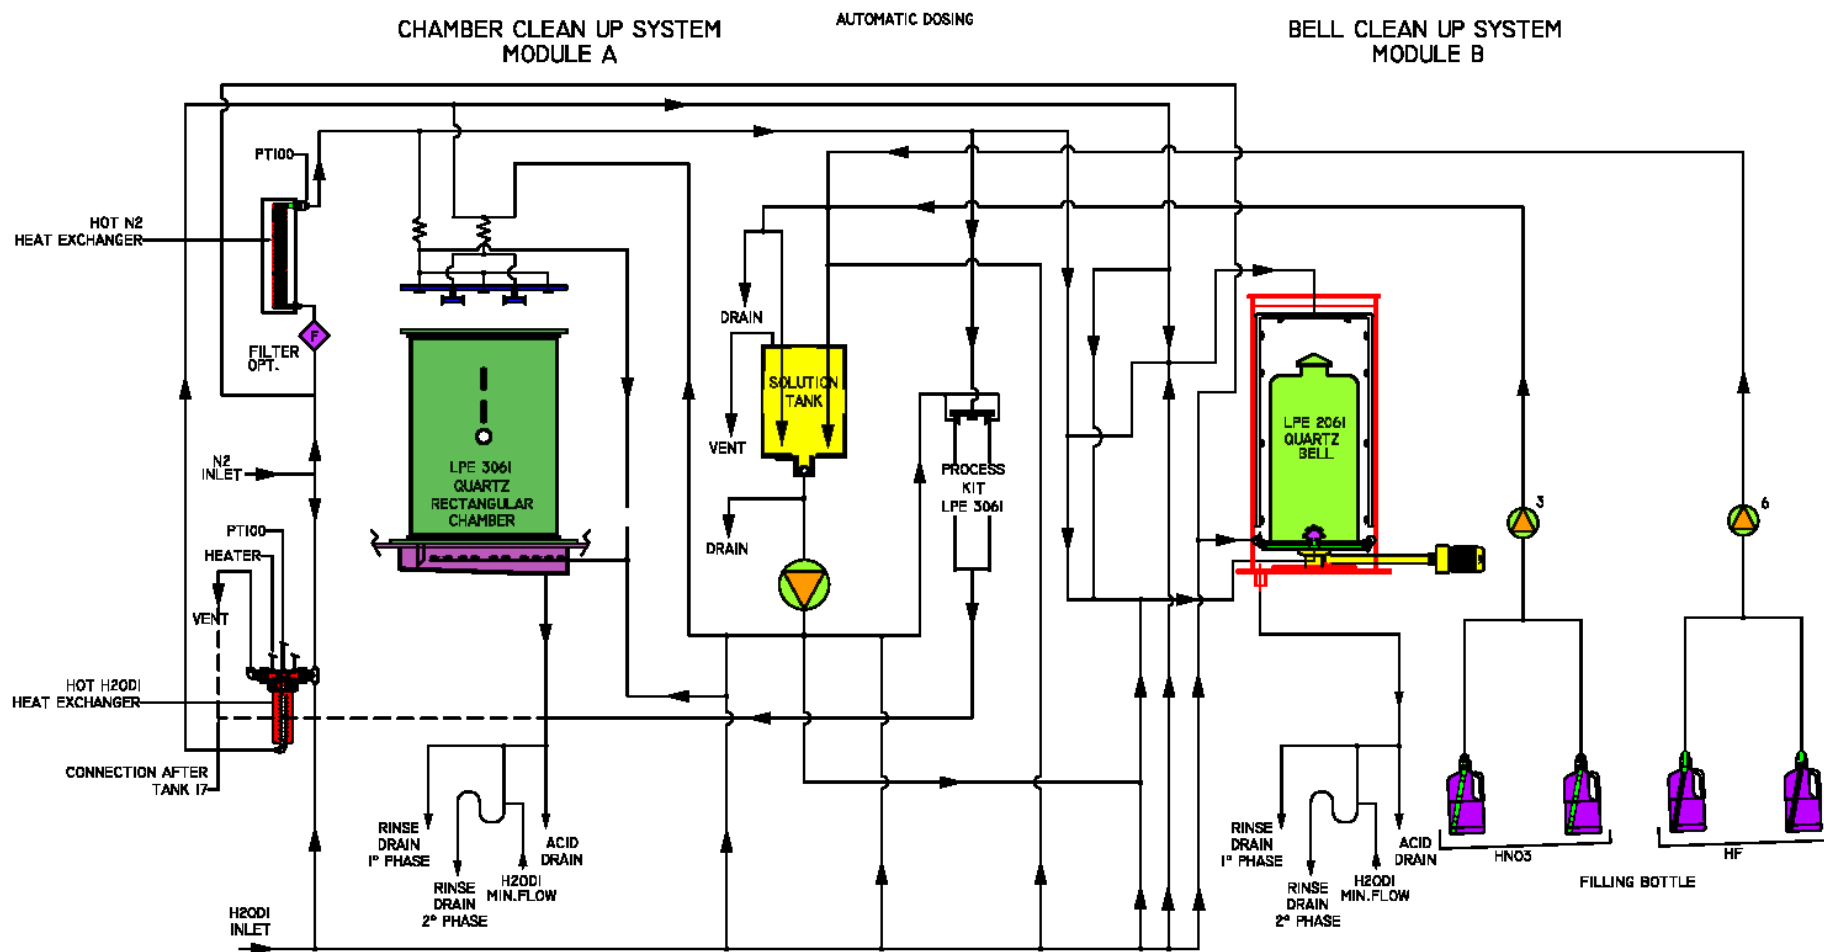 AUTOMATIC DOSING
CHAMBER CLEAN UP SYSTEM
MODULE A
BELL CLEAN UP SYSTEM
MODULE B
PT100
HOT N2
HEAT EXCHANGER
F
FILTER
OPT.
N2
INLET
PT100
HEATER
VENT
HOT H2ODI
HEAT EXCHANGER
CONNECTION AFTER
TANK 17
H2ODI
INLET
LPE 3061
QUARTZ
RECTANGULAR
CHAMBER
RINSE
DRAIN
1° PHASE
RINSE
DRAIN
2° PHASE
H2ODI
MIN.FLOW
ACID
DRAIN
DRAIN
VENT
SOLUTION
TANK
DRAIN
PROCESS
KIT
LPE 3061
LPE 2061
QUARTZ
BELL
3
6
RINSE
DRAIN
1° PHASE
RINSE
DRAIN
2° PHASE
H2ODI
MIN.FLOW
ACID
DRAIN
HNO3
HF
FILLING BOTTLE